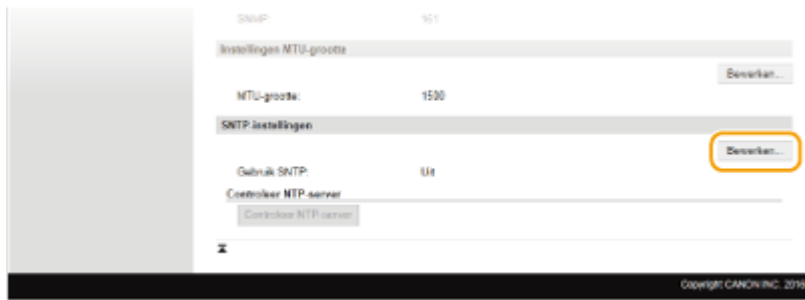 SNMP: 161
Instellingen MTU-grootte
Bewerken...
MTU-grootte: 1500
SNTP-instellingen
Bewerken...
Gebruik SNTP: Uit
Controleer NTP-server
Controleer NTP-server
Copyright CANON INC. 2016